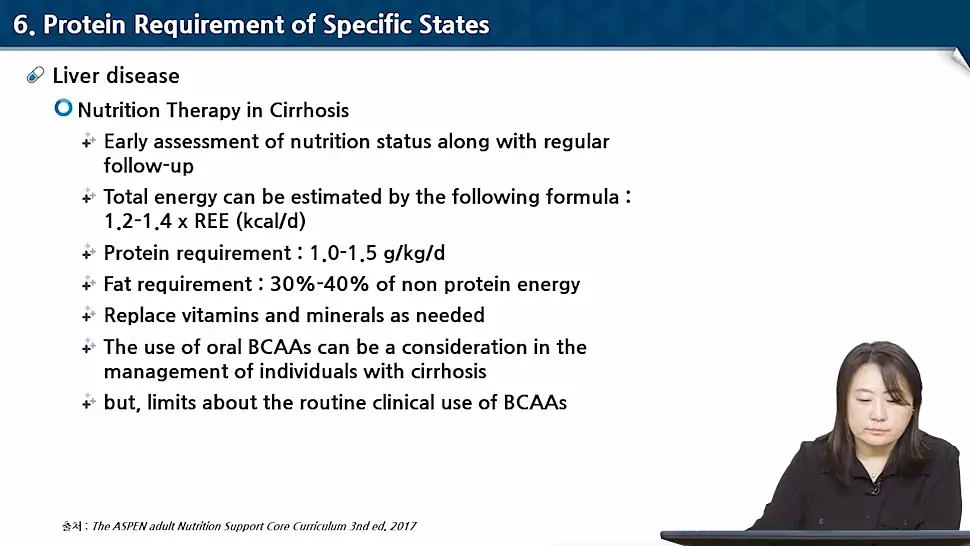 6. Protein Requirement of Specific States
Liver disease
Nutrition Therapy in Cirrhosis
Early assessment of nutrition status along with regular
follow-up
Total energy can be estimated by the following formula :
1.2-1.4 x REE (kcal/d)
Protein requirement : 1.0-1.5 g/kg/d
Fat requirement : 30%-40% of non protein energy
Replace vitamins and minerals as needed
The use of oral BCAAs can be a consideration in the
management of individuals with cirrhosis
but, limits about the routine clinical use of BCAAs
출처 : The ASPEN adult Nutrition Support Core Curriculum 3nd ed. 2017